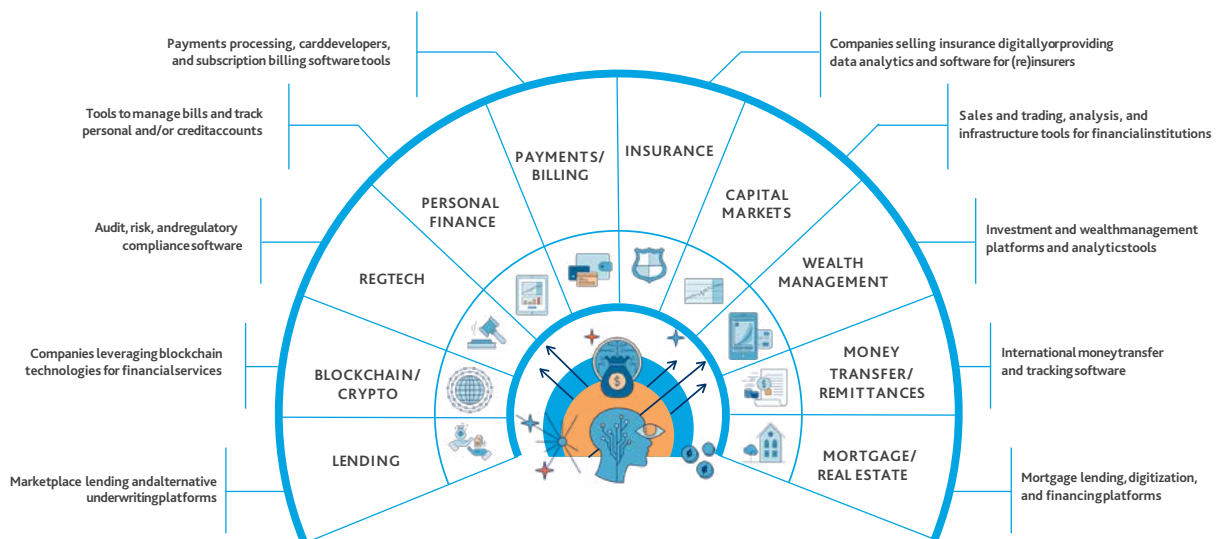 Payments processing, carddevelopers,
and subscription billing software tools
Companies selling insurance digitallyorproviding
data analytics and software for (re)insurers
Tools to manage bills and track
personal and/or creditaccounts
Sales and trading, analysis, and
infrastructure tools for financialinstitutions
PAYMENTS/
BILLING
INSURANCE
PERSONAL
FINANCE
CAPITAL
MARKETS
Audit, risk, andregulatory
compliancesoftware
Investment and wealthmanagement
platforms and analyticstools
REGTECH
WEALTH
MANAGEMENT
Companies leveraging blockchain
technologies for financialservices
BLOCKCHAIN/
CRYPTO
MONEY
TRANSFER/
REMITTANCES
International moneytransfer
and tracking software
LENDING
MORTGAGE/
REAL ESTATE
Marketplace lending andalternative
underwritingplatforms
Mortgage lending, digitization,
and financingplatforms